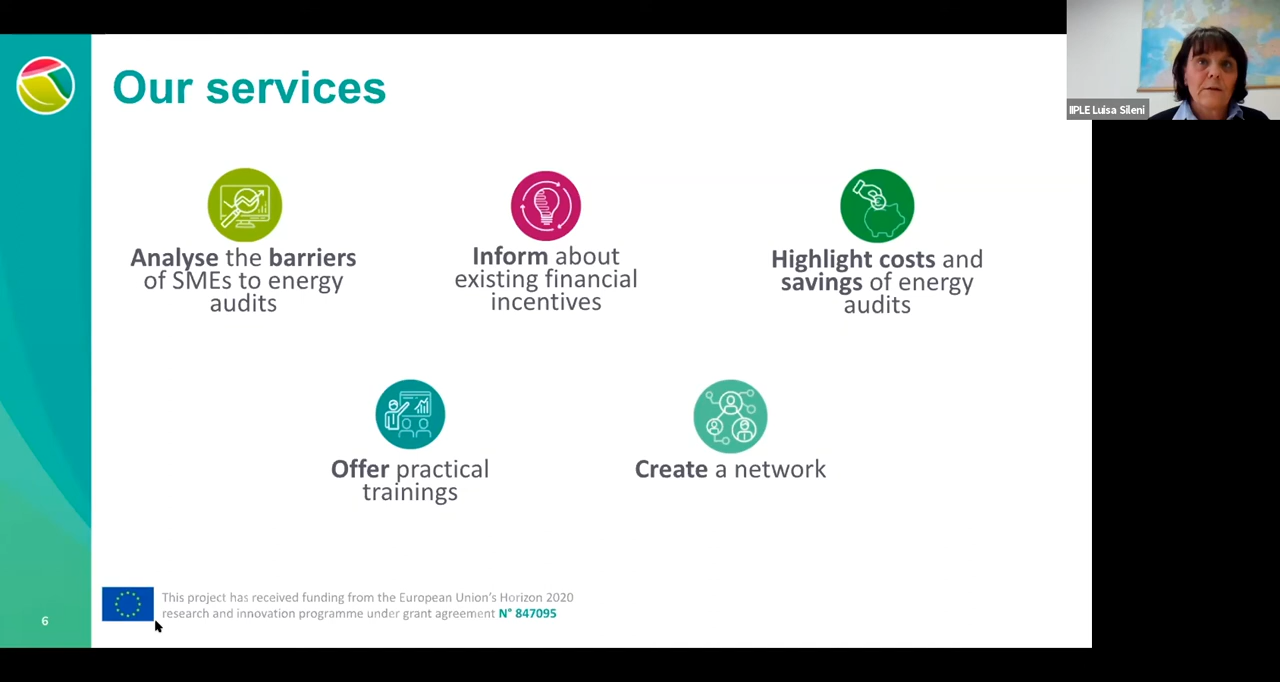 Our services
IIPLE Luisa Sileni
Analyse the barriers
of SMEs to energy
audits
Inform about
existing financial
incentives
Highlight costs and
savings of energy
audits
Offer practical
trainings
Create a network
This project has received funding from the European Union's Horizon 2020
research and innovation programme under grant agreement N° 847095
6